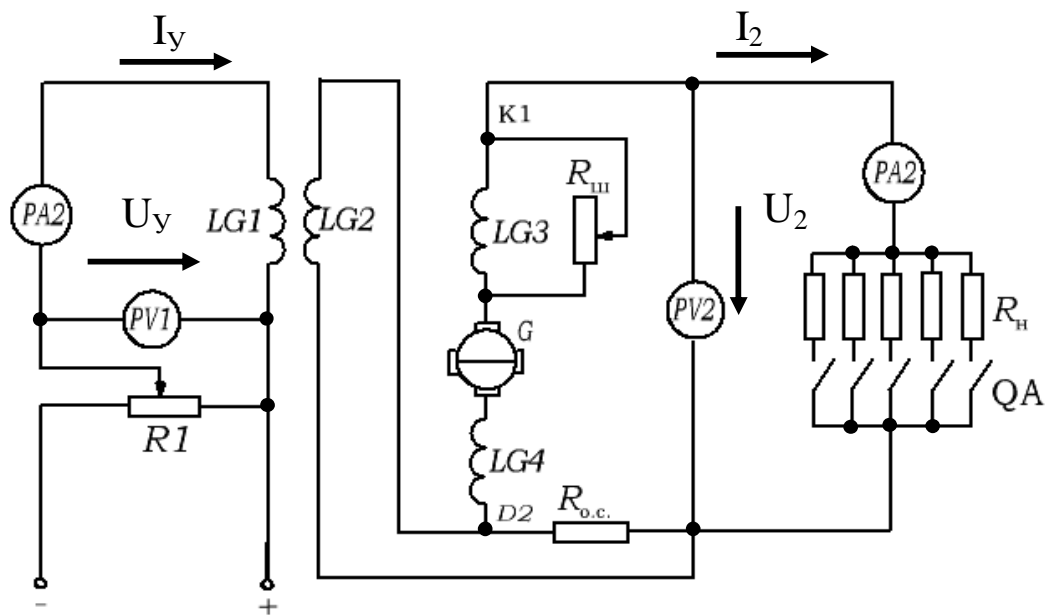 Iу
I2
K1
Rш
PA2
PA2
Uу
LG1
LG2
LG3
U2
PV1
G
PV2
Rн
R1
QA
LG4
D2
Rо.с.
-
+